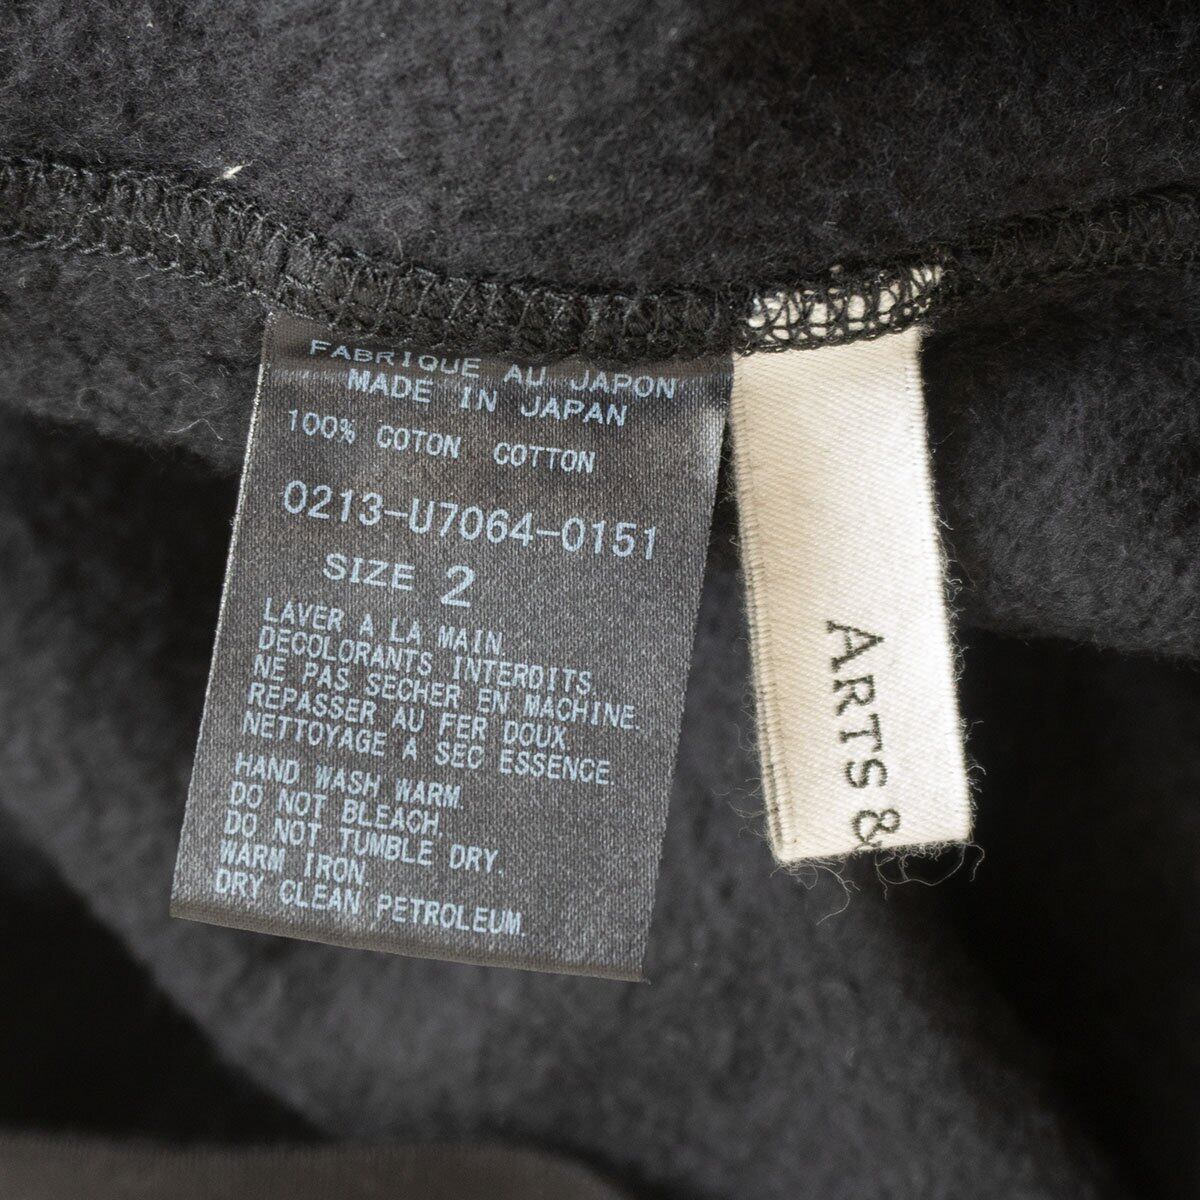 FABRIQUE AU JAPON
MADE IN JAPAN
100% COTON COTTON
0213-U7064-0151
SIZE 2
LAVER A LA MAIN.
DECOLORANTS INTERDITS.
NE PAS SECHER EN MACHINE.
REPASSER AU FER DOUX.
NETTOYAGE A SEC ESSENCE.
HAND WASH WARM.
DO NOT BLEACH.
DO NOT TUMBLE DRY.
WARM IRON.
DRY CLEAN PETROLEUM.
ARTS &